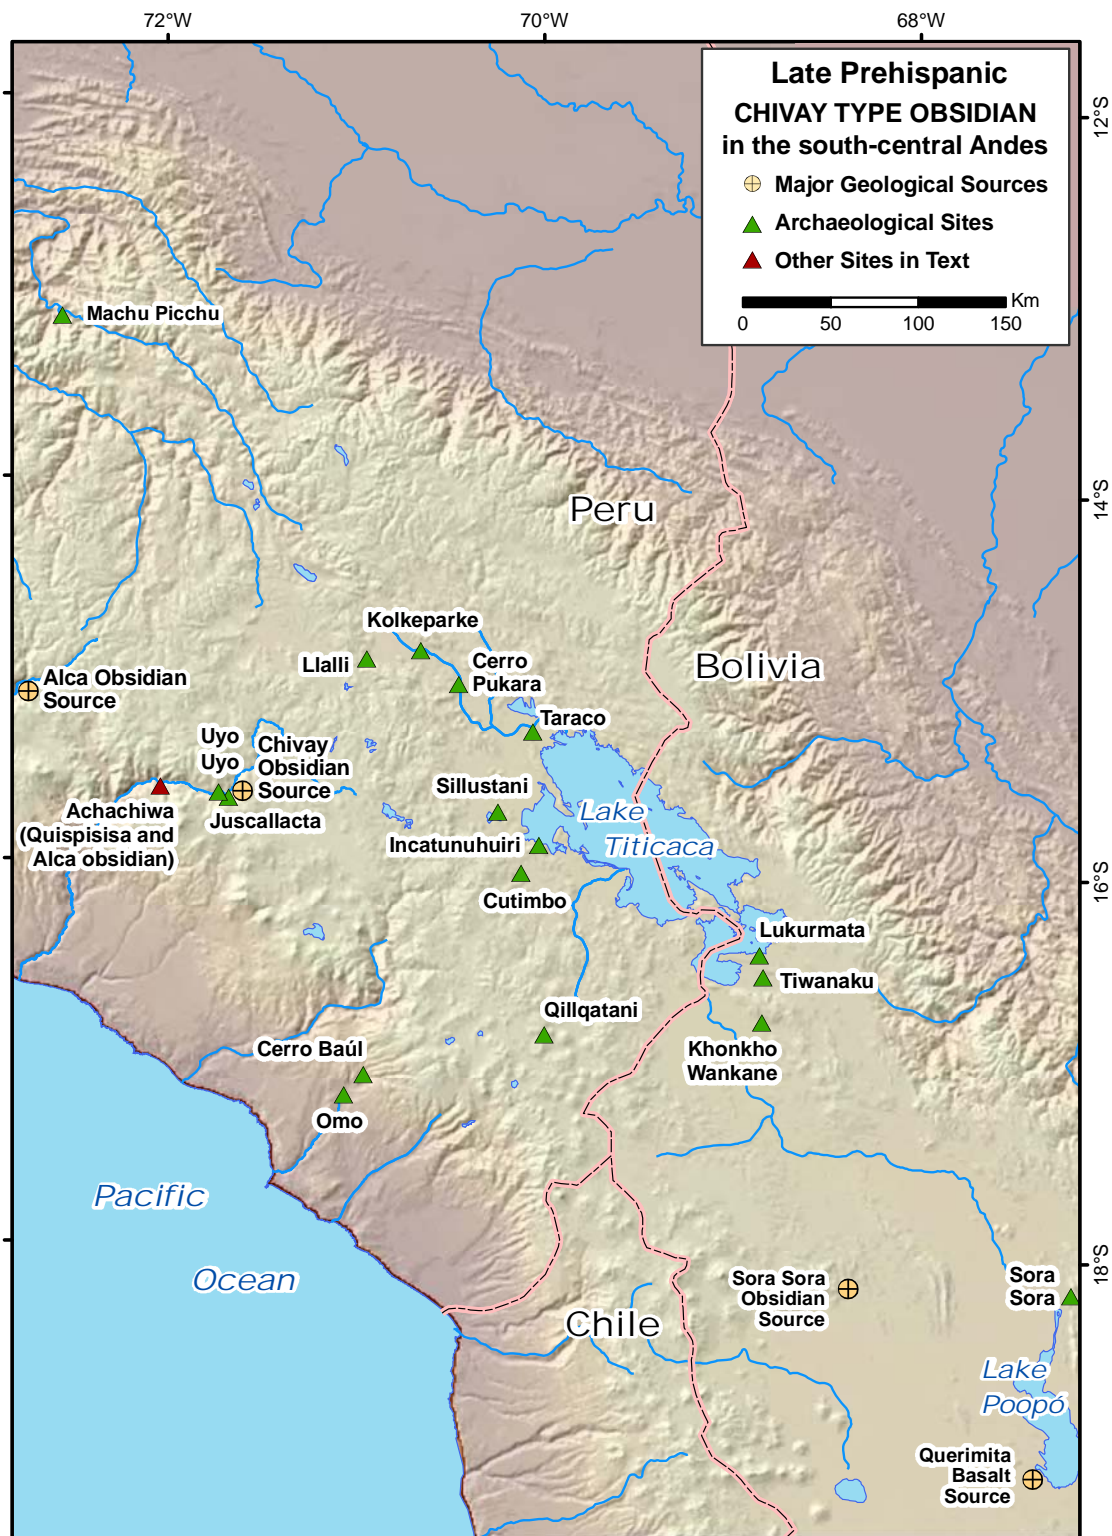 72°W
70°W
68°W
Late Prehispanic
CHIVAY TYPE OBSIDIAN
in the south-central Andes
Major Geological Sources
Archaeological Sites
Other Sites in Text
Km
0
50
100
150
12°S
Machu Picchu
14°S
Peru
Kolkeparke
Llalli
Cerro
Pukara
Bolivia
Alca Obsidian
Source
Taraco
Uyo
Uyo
Chivay
Obsidian
Source
Sillustani
Lake
Titicaca
Achachiwa
(Quispisisa and
Alca obsidian)
Juscallacta
Incatunuhuiri
Cutimbo
16°S
Lukurmata
Tiwanaku
Qillqatani
Khonkho
Wankane
Cerro Baúl
Omo
Pacific
Ocean
18°S
Sora Sora
Obsidian
Source
Sora
Sora
Chile
Lake
Poopó
Querimita
Basalt
Source